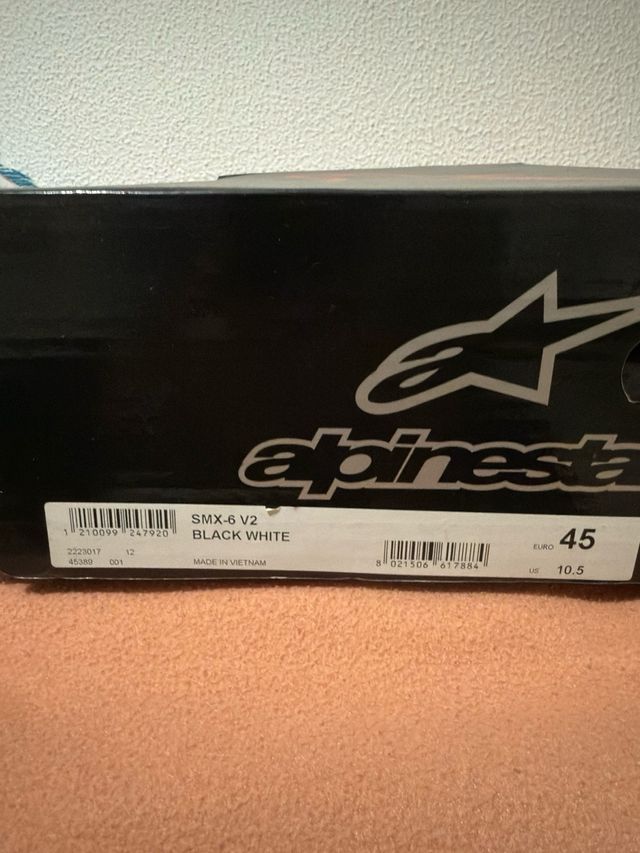 alpinesta
SMX-6 V2
BLACK WHITE
1 210099 247920
2223017 12
45389 001
MADE IN VIETNAM
8 021506 617884
EURO 45
US 10.5